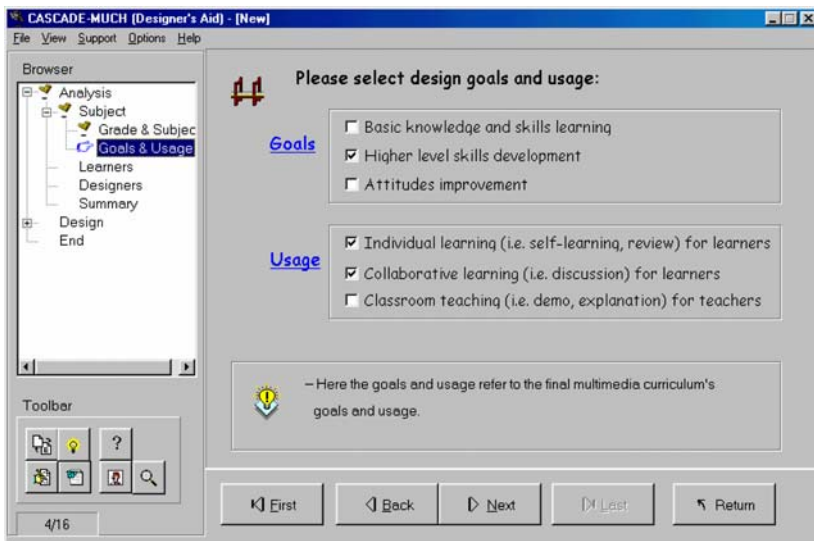 CASCADE-MUCH (Designer's Aid) - [New]
File View Support Options Help
Browser
Analysis
Subject
Grade & Subjec
Goals & Usage
Learners
Designers
Summary
Design
End
Toolbar
?
4/16
Please select design goals and usage:
Goals
Basic knowledge and skills learning
Higher level skills development
Attitudes improvement
Usage
Individual learning (i.e. self-learning, review) for learners
Collaborative learning (i.e. discussion) for learners
Classroom teaching (i.e. demo, explanation) for teachers
– Here the goals and usage refer to the final multimedia curriculum's
goals and usage.
First Back Next Last Return